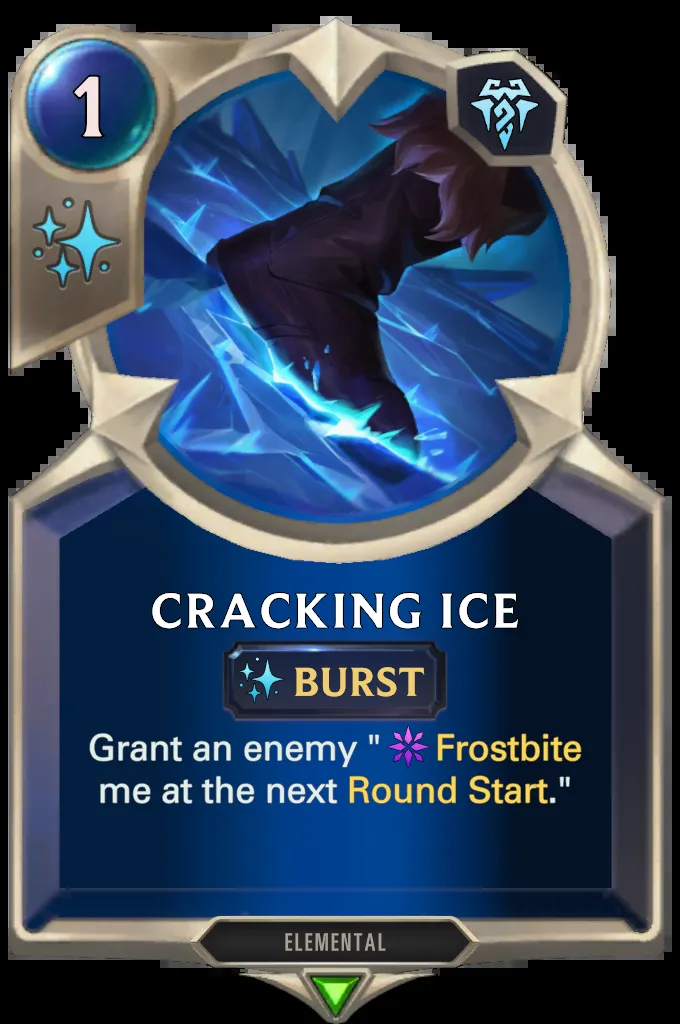 1
CRACKING ICE
BURST
Grant an enemy " Frostbite
me at the next Round Start."
ELEMENTAL